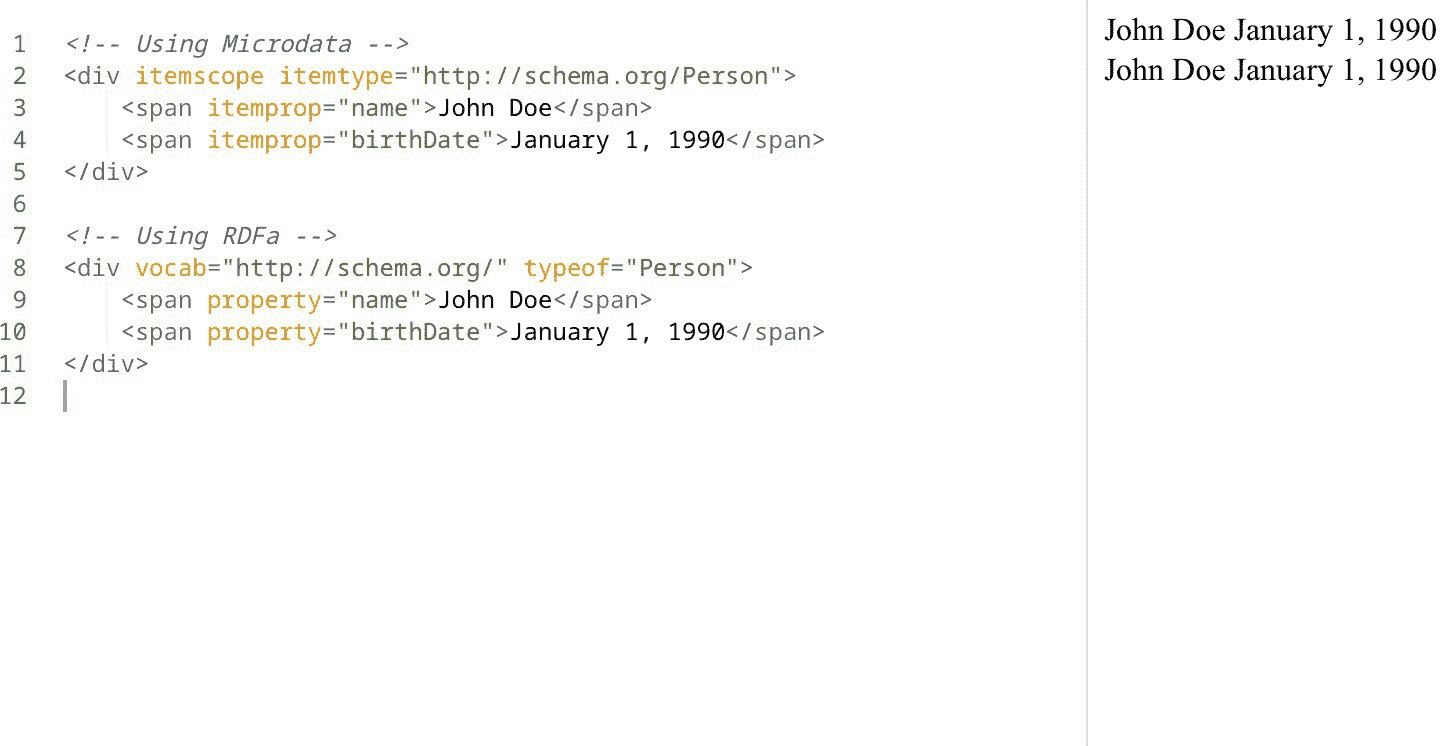 1 <!-- Using Microdata -->
2 <div itemscope itemtype="http://schema.org/Person">
3 <span itemprop="name">John Doe</span>
4 <span itemprop="birthDate">January 1, 1990</span>
5 </div>
6
7 <!-- Using RDFa -->
8 <div vocab="http://schema.org/" typeof="Person">
9 <span property="name">John Doe</span>
10 <span property="birthDate">January 1, 1990</span>
11 </div>
12
John Doe January 1, 1990
John Doe January 1, 1990